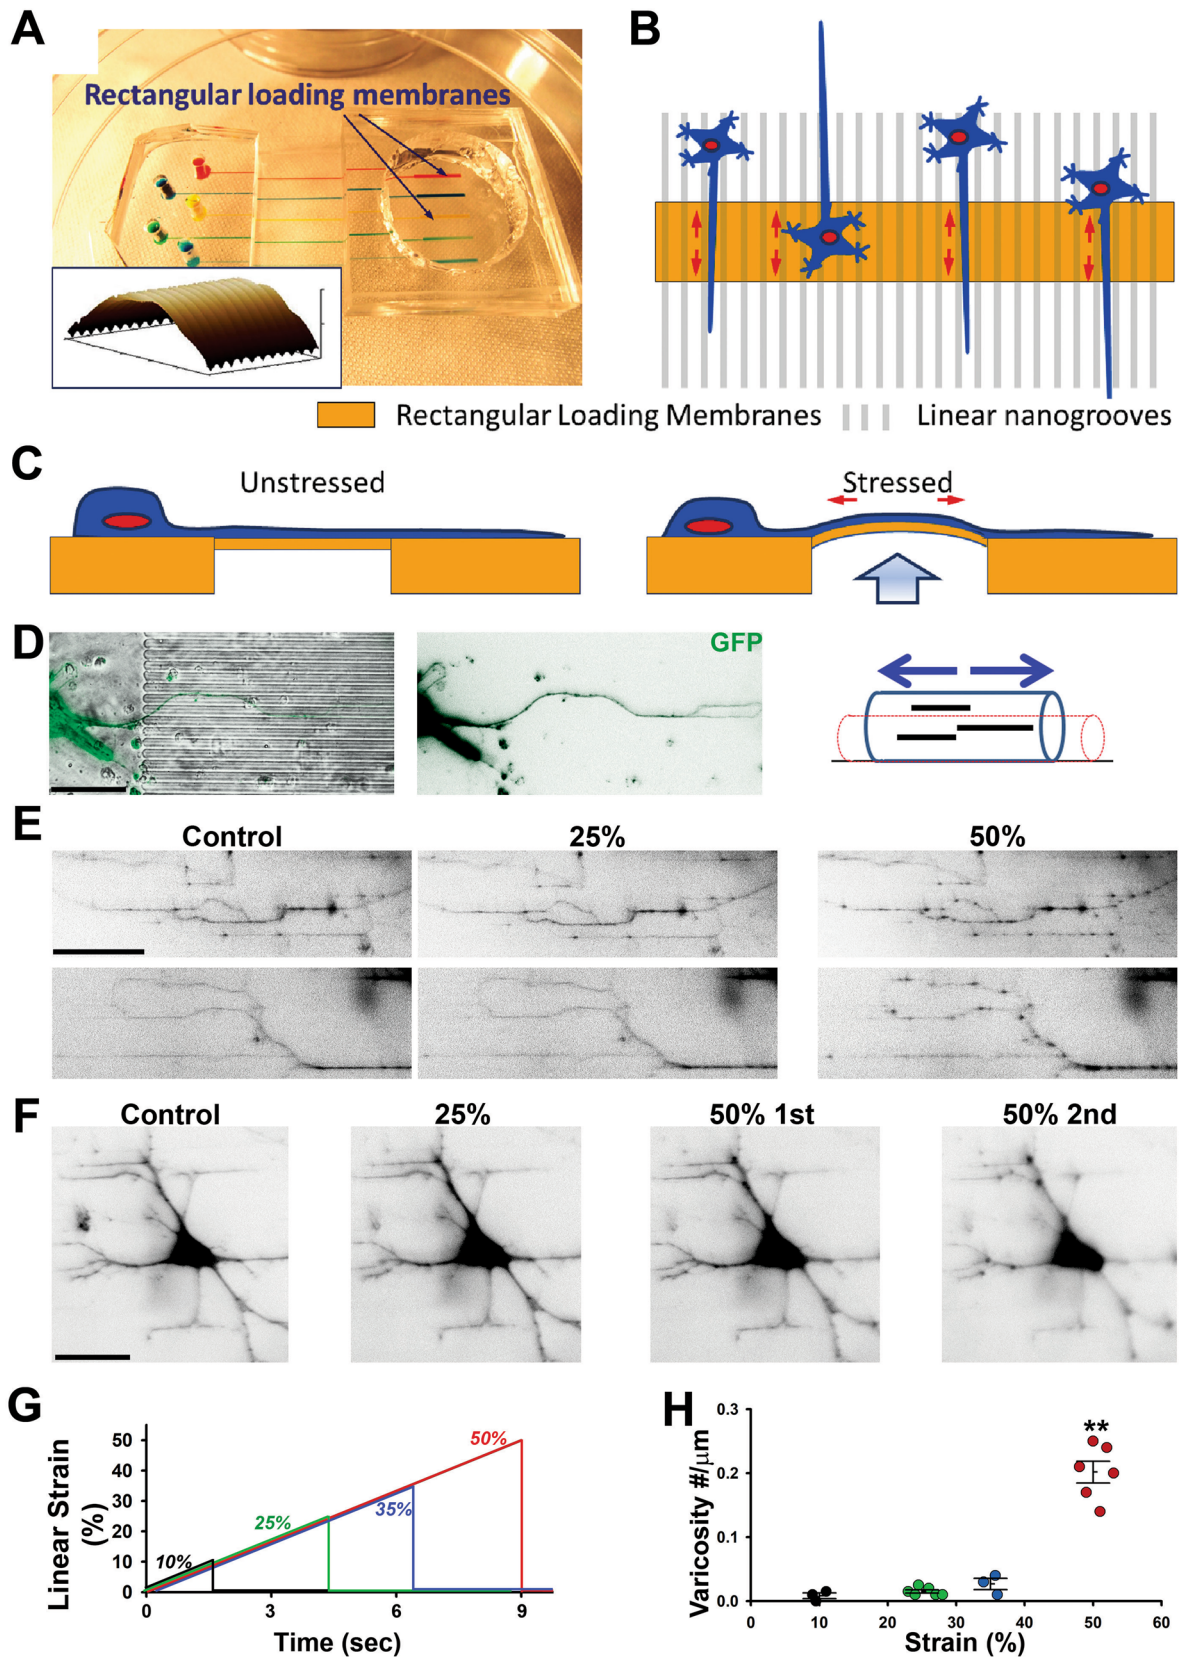 A
B
Rectangular loading membranes
Rectangular Loading Membranes
Linear nanogrooves
C
Unstressed
Stressed
D
GFP
E
Control
25%
50%
F
Control
25%
50% 1st
50% 2nd
G
H
Linear Strain
(%)
50
40
30
20
10
0
10%
25%
35%
50%
0
3
6
9
Time (sec)
Varicosity #/μm
0.3
0.2
0.1
0.0
**
0
10
20
30
40
50
60
Strain (%)